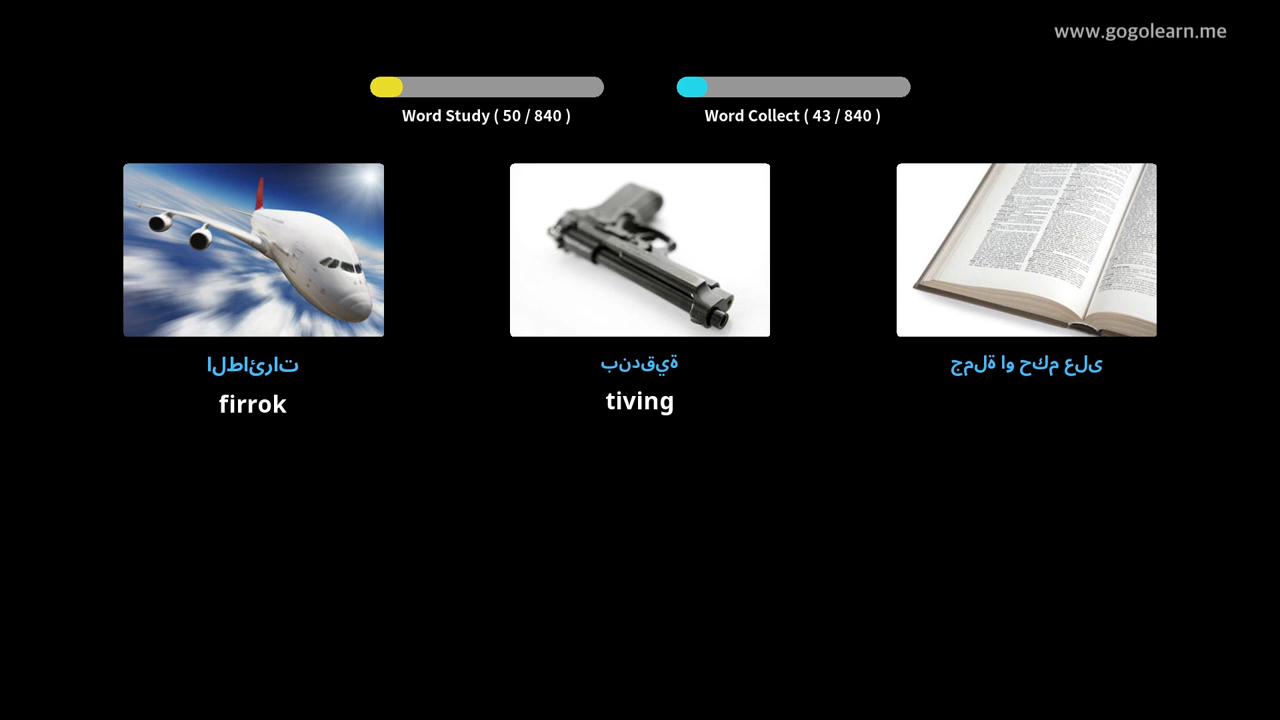 www.gogolearn.me
Word Study ( 50 / 840 )
Word Collect ( 43 / 840 )
الطائرات
بندقية
جملة او حكم على
firrok
tiving